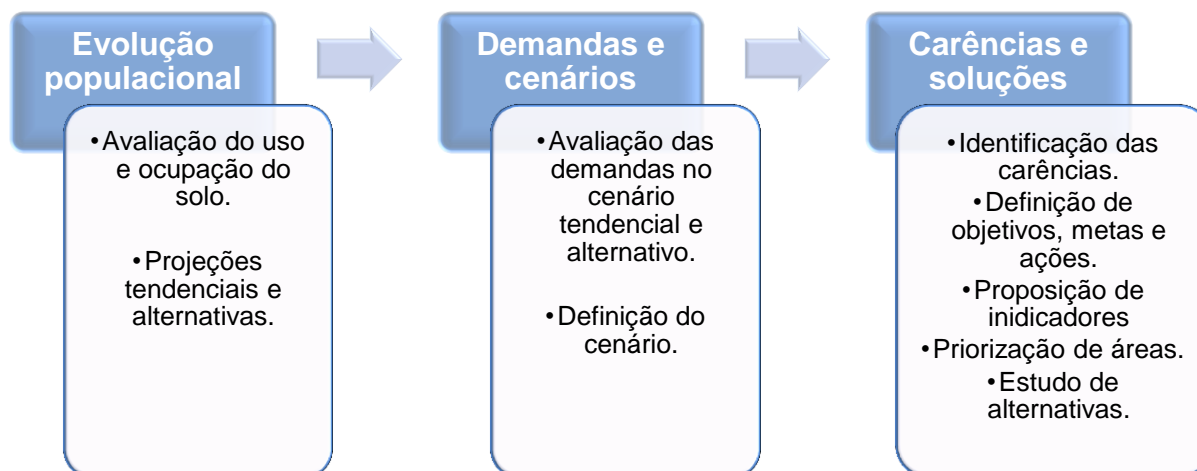 Evolução
populacional
•Avaliação do uso
e ocupação do
solo.
•Projeções
tendenciais e
alternativas.
Demandas e
cenários
•Avaliação das
demandas no
cenário
tendencial e
alternativo.
•Definição do
cenário.
Carências e
soluções
•Identificação das
carências.
•Definição de
objetivos, metas e
ações.
•Proposição de
inidicadores
•Priorização de áreas.
•Estudo de
alternativas.